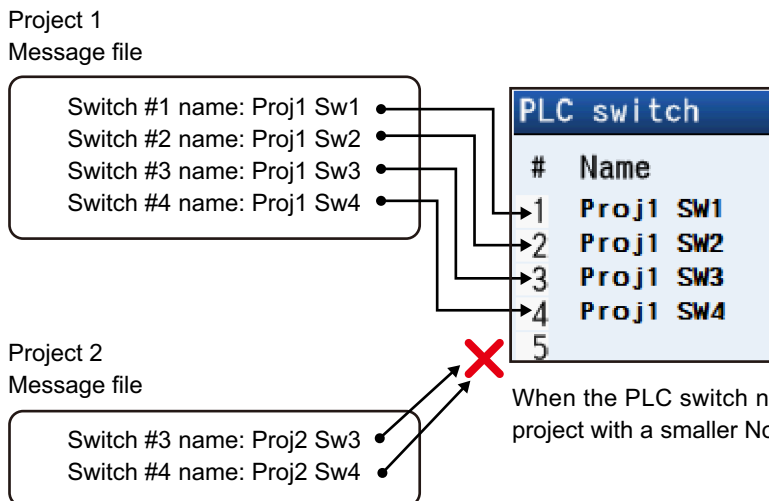 Project 1
Message file
Switch #1 name: Proj1 Sw1
Switch #2 name: Proj1 Sw2
Switch #3 name: Proj1 Sw3
Switch #4 name: Proj1 Sw4
PLC switch
# Name
1 Proj1 SW1
2 Proj1 SW2
3 Proj1 SW3
4 Proj1 SW4
5
Project 2
Message file
Switch #3 name: Proj2 Sw3
Switch #4 name: Proj2 Sw4
When the PLC switch n
project with a smaller No